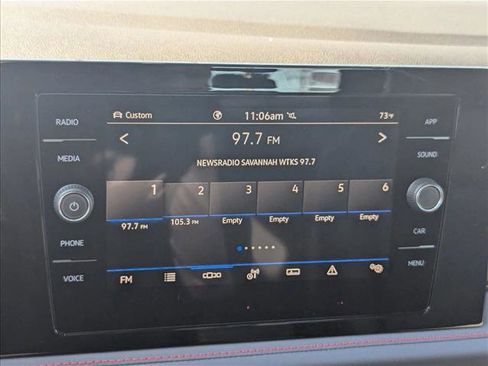 RADIO
MEDIA
PHONE
VOICE
Custom
11:06am
73°F
97.7 FM
NEWSRADIO SAVANNAH WTKS 97.7
1 2 3 4 5 6
97.7 FM 105.3 FM Empty Empty Empty Empty
FM
APP
SOUND
CAR
MENU